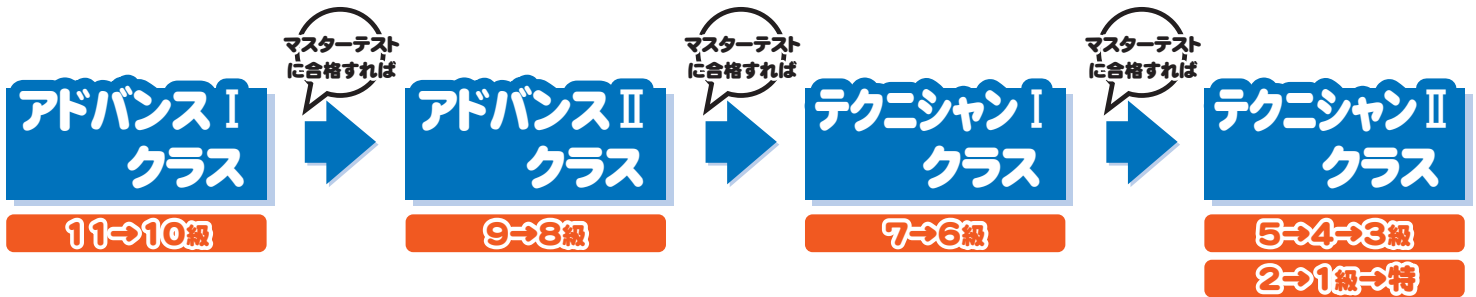 アドバンスⅠ
クラス
11→10級
マスターテスト
に合格すれば
アドバンスⅡ
クラス
9→8級
マスターテスト
に合格すれば
テクニシャンⅠ
クラス
7→6級
マスターテスト
に合格すれば
テクニシャンⅡ
クラス
5→4→3級
2→1級→特